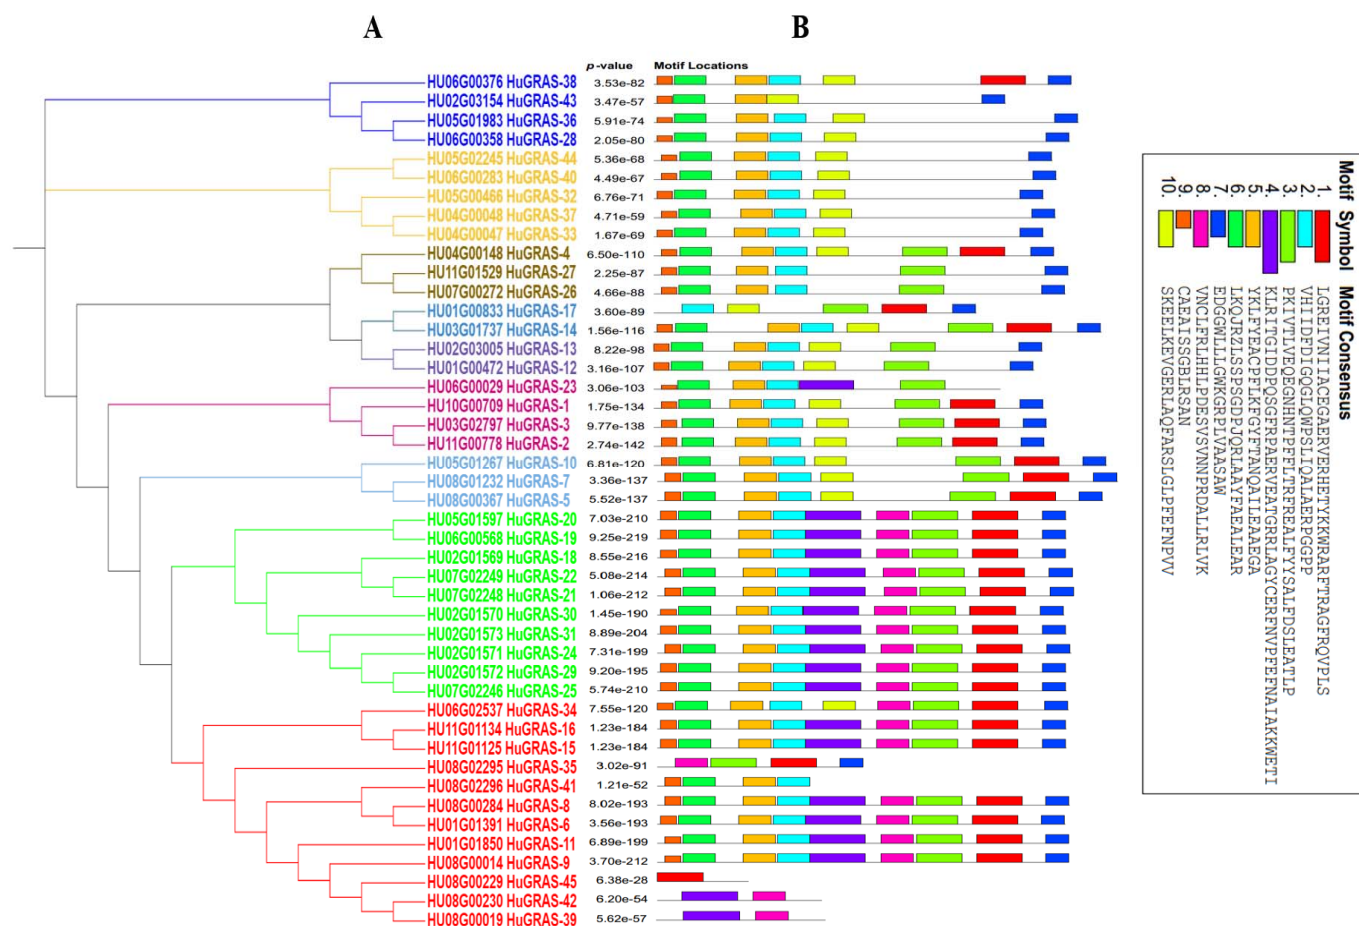 A B
p-value Motif Locations
HU06G00376 HuGRAS-38 3.53e-82
HU02G03154 HuGRAS-43 3.47e-57
HU05G01983 HuGRAS-36 5.91e-74
HU06G00358 HuGRAS-28 2.05e-80
HU05G02245 HuGRAS-44 5.36e-68
HU06G00283 HuGRAS-40 4.49e-67
HU05G00466 HuGRAS-32 6.76e-71
HU04G00048 HuGRAS-37 4.71e-59
HU04G00047 HuGRAS-33 1.67e-69
HU04G00148 HuGRAS-4 6.50e-110
HU11G01529 HuGRAS-27 2.25e-87
HU07G00272 HuGRAS-26 4.66e-88
HU01G00833 HuGRAS-17 3.60e-89
HU03G01737 HuGRAS-14 1.56e-116
HU02G03005 HuGRAS-13 8.22e-98
HU01G00472 HuGRAS-12 3.16e-107
HU06G00029 HuGRAS-23 3.06e-103
HU10G00709 HuGRAS-1 1.75e-134
HU03G02797 HuGRAS-3 9.77e-138
HU11G00778 HuGRAS-2 2.74e-142
HU05G01267 HuGRAS-10 6.81e-120
HU08G01232 HuGRAS-7 3.36e-137
HU08G00367 HuGRAS-5 5.52e-137
HU05G01597 HuGRAS-20 7.03e-210
HU06G00568 HuGRAS-19 9.25e-219
HU02G01569 HuGRAS-18 8.55e-216
HU07G02249 HuGRAS-22 5.08e-214
HU07G02248 HuGRAS-21 1.06e-212
HU02G01570 HuGRAS-30 1.45e-190
HU02G01573 HuGRAS-31 8.89e-204
HU02G01571 HuGRAS-24 7.31e-199
HU02G01572 HuGRAS-29 9.20e-195
HU07G02246 HuGRAS-25 5.74e-210
HU06G02537 HuGRAS-34 7.55e-120
HU11G01134 HuGRAS-16 1.23e-184
HU11G01125 HuGRAS-15 1.23e-184
HU08G02295 HuGRAS-35 3.02e-91
HU08G02296 HuGRAS-41 1.21e-52
HU08G00284 HuGRAS-8 8.02e-193
HU01G01391 HuGRAS-6 3.56e-193
HU01G01850 HuGRAS-11 6.89e-199
HU08G00014 HuGRAS-9 3.70e-212
HU08G00229 HuGRAS-45 6.38e-28
HU08G00230 HuGRAS-42 6.20e-54
HU08G00019 HuGRAS-39 5.62e-57
Motif Symbol Motif Consensus
1. LGREIVNIIACEGAERVERHETYKKWRARFTRAGFRQVPLS
2. VHIIDFDIGQGLQWPSLIQALAERPGGPP
3. PKIVTLVEQEGNHNTPPFLTRFREALFYYSALFDSLEATLP
4. KLRITGIDDPQSGFRPAERVEATGRRLAGYCERFNVPFEFNAIAKKWETI
5. YKLFYEACPFLKFGYFTANQAILEAAEGA
6. LKQJRZLSSPSGDPVQRLAAYFAEALEAR
7. EDGGWLLLGWKGRPIVAASAW
8. VNCLFRLHHLPDESVSVNNPRDALLRLVK
9. CAEAISSGBLRSAN
10. SKEELKEVGERLAQFARSLGLPFEFNPVV